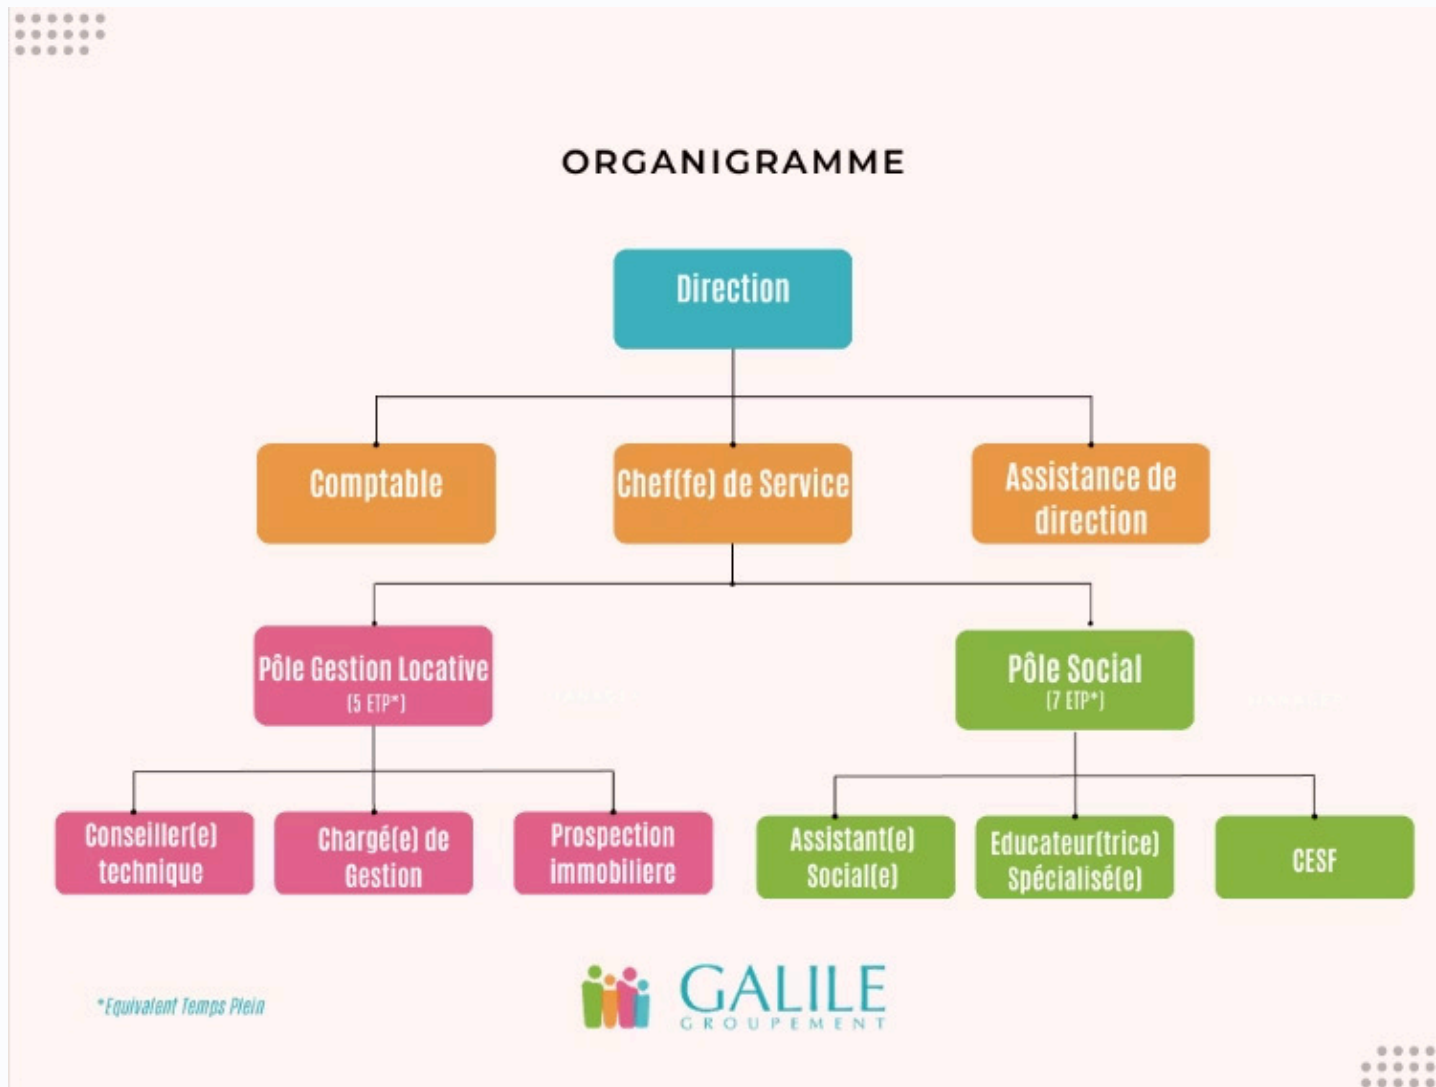 ORGANIGRAMME
Direction
Comptable
Chef(fe) de Service
Assistance de
direction
Pôle Gestion Locative
(5 ETP*)
Pôle Social
(7 ETP*)
Conseiller(e)
technique
Chargé(e) de
Gestion
Prospection
immobiliere
Assistant(e)
Social(e)
Educateur(trice)
Spécialisé(e)
CESF
*Equivalent Temps Plein
GALILE
GROUPEMENT